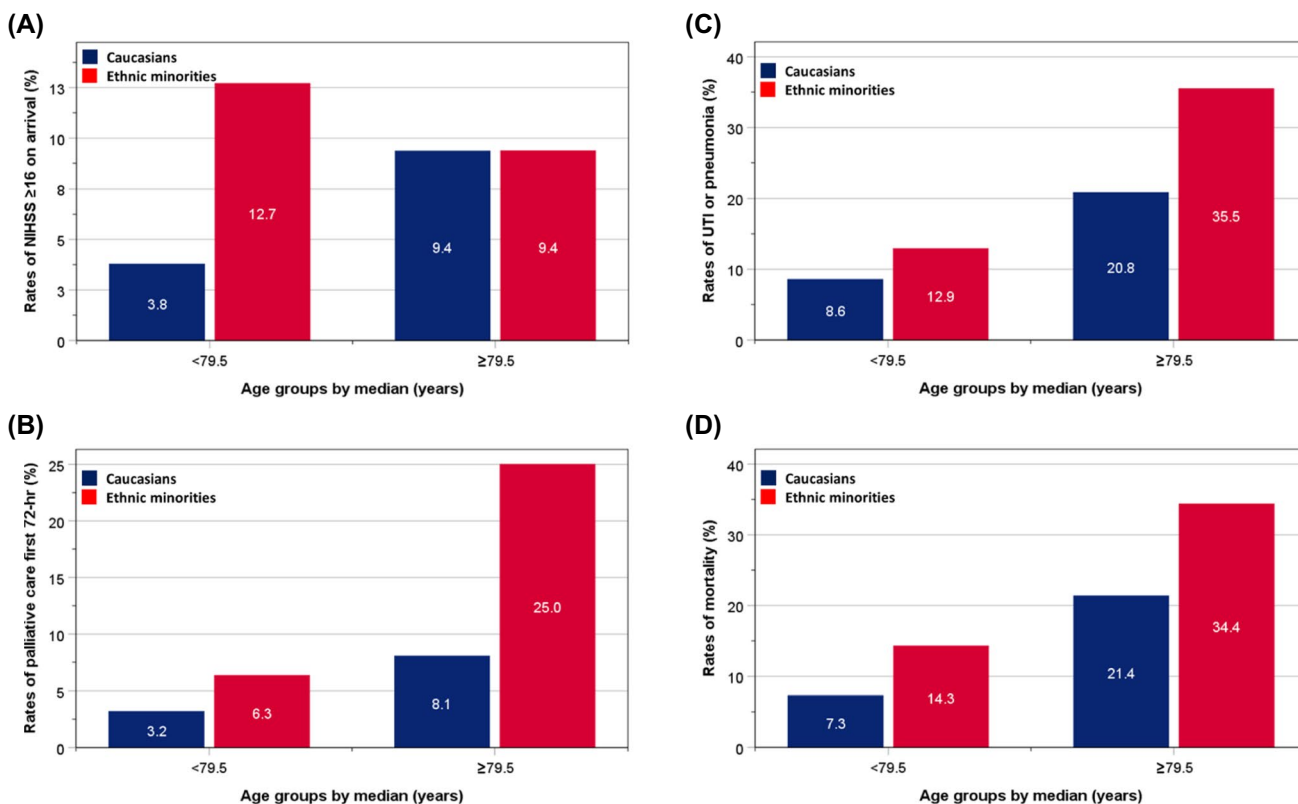 (A)
Rates of NIHSS ≥16 on arrival (%)
Caucasians
Ethnic minorities
13
10
8
5
3
0
3.8
12.7
9.4
9.4
<79.5
≥79.5
Age groups by median (years)
(B)
Rates of palliative care first 72-hr (%)
Caucasians
Ethnic minorities
25
20
15
10
5
0
3.2
6.3
8.1
25.0
<79.5
≥79.5
Age groups by median (years)
(C)
Rates of UTI or pneumonia (%)
Caucasians
Ethnic minorities
40
30
20
10
0
8.6
12.9
20.8
35.5
<79.5
≥79.5
Age groups by median (years)
(D)
Rates of mortality (%)
Caucasians
Ethnic minorities
40
30
20
10
0
7.3
14.3
21.4
34.4
<79.5
≥79.5
Age groups by median (years)